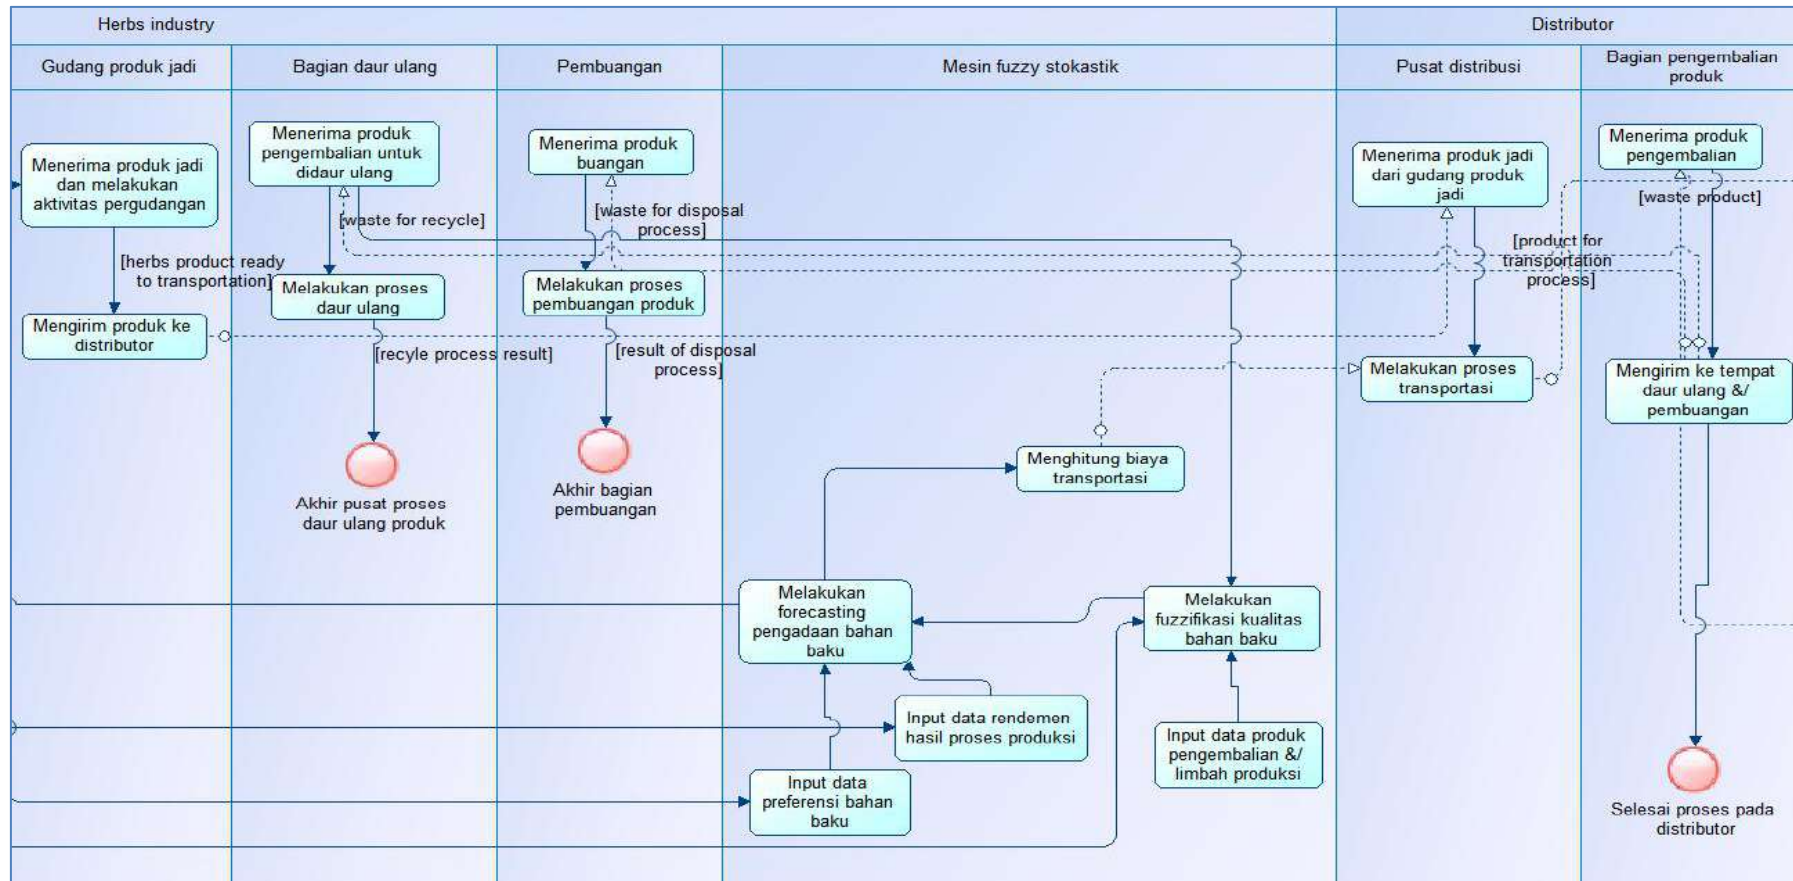 Herbs industry
Distributor
Gudang produk jadi
Bagian daur ulang
Pembuangan
Mesin fuzzy stokastik
Pusat distribusi
Bagian pengembalian
produk
Menerima produk jadi
dan melakukan
aktivitas pergudangan
[herbs product ready
to transportation]
Mengirim produk ke
distributor
Menerima produk
pengembalian untuk
didaur ulang
[waste for recycle]
Melakukan proses
daur ulang
[recyle process result]
Akhir pusat proses
daur ulang produk
Menerima produk
buangan
[waste for disposal
process]
Melakukan proses
pembuangan produk
[result of disposal
process]
Akhir bagian
pembuangan
Menghitung biaya
transportasi
Melakukan
forecasting
pengadaan bahan
baku
Melakukan
fuzzifikasi kualitas
bahan baku
Input data rendemen
hasil proses produksi
Input data produk
pengembalian &/
limbah produksi
Input data
preferensi bahan
baku
Menerima produk jadi
dari gudang produk
jadi
[product for
transportation
process]
Melakukan proses
transportasi
Menerima produk
pengembalian
[waste product]
Mengirim ke tempat
daur ulang &/
pembuangan
Selesai proses pada
distributor